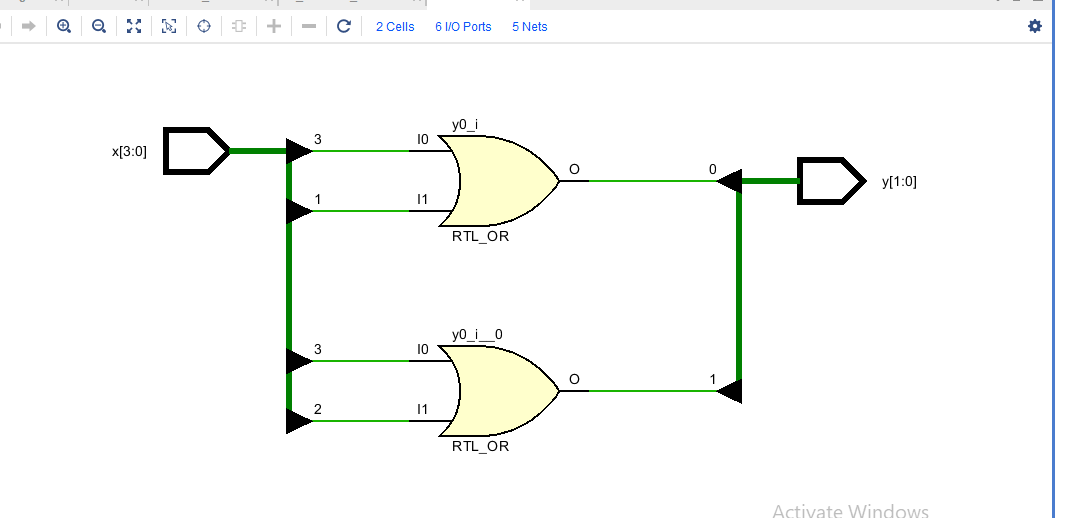 2 Cells 6 I/O Ports 5 Nets
y0_i
3 I0
x[3:0]
O 0
y[1:0]
1 I1
RTL_OR
y0_i__0
3 I0
O 1
2 I1
RTL_OR
Activate Windows